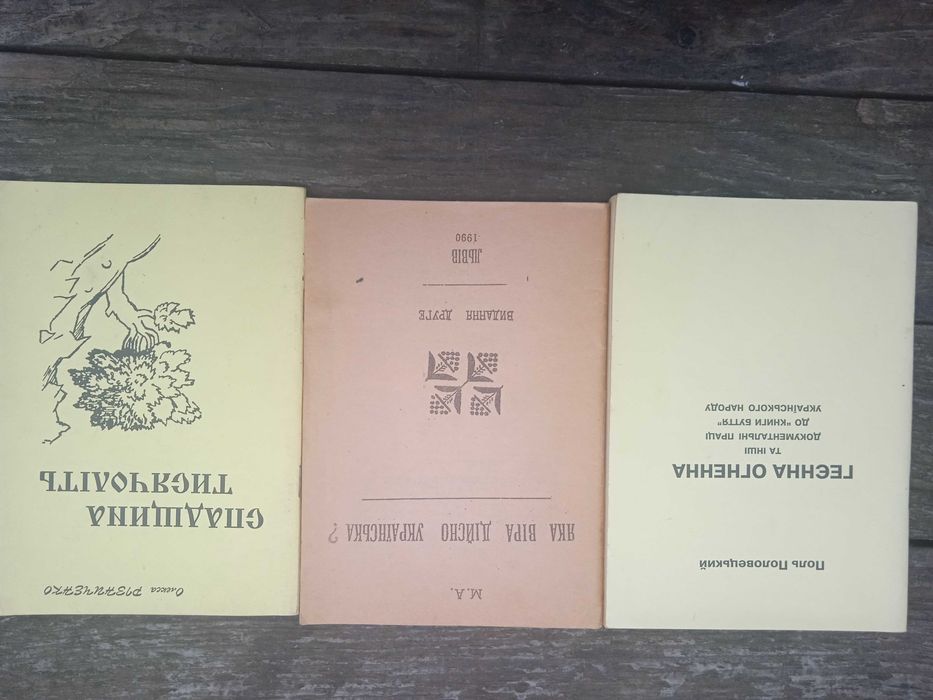 Поль Половецький
ГЕЄННА ОГНЕННА
ТА ІНШІ
ДОКУМЕНТАЛЬНІ ПРАЦІ
ДО "КНИГИ БУТТЯ"
УКРАЇНСЬКОГО НАРОДУ
М.А.
ЯКА ВІРА ДІЙСНО УКРАЇНСЬКА?
ВИДАННЯ ДРУГЕ
ЛЬВІВ
1990
Олекса РІЗНИЧЕНКО
СПАДЩИНА
ТИСЯЧОЛІТЬ